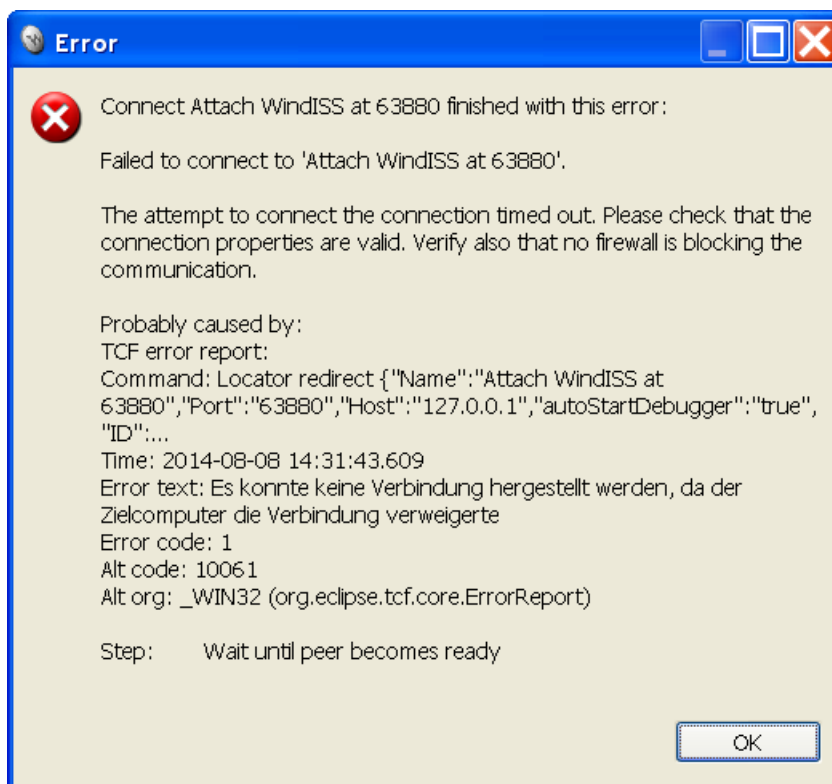 Error
Connect Attach WindISS at 63880 finished with this error:
Failed to connect to 'Attach WindISS at 63880'.
The attempt to connect the connection timed out. Please check that the
connection properties are valid. Verify also that no firewall is blocking the
communication.
Probably caused by:
TCF error report:
Command: Locator redirect {"Name":"Attach WindISS at
63880","Port":"63880","Host":"127.0.0.1","autoStartDebugger":"true",
"ID":...
Time: 2014-08-08 14:31:43.609
Error text: Es konnte keine Verbindung hergestellt werden, da der
Zielcomputer die Verbindung verweigerte
Error code: 1
Alt code: 10061
Alt org: _WIN32 (org.eclipse.tcf.core.ErrorReport)
Step: Wait until peer becomes ready
OK